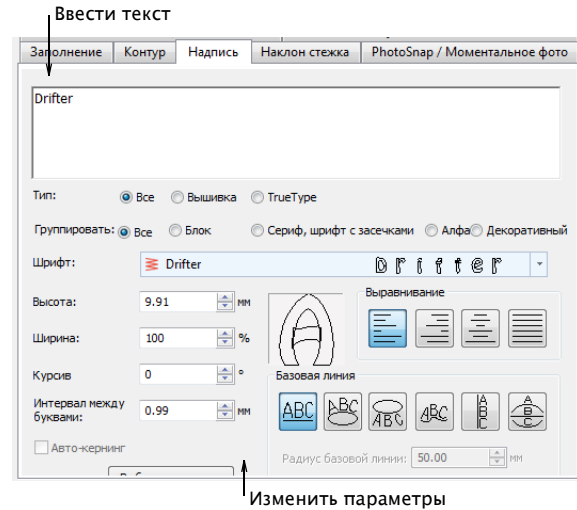 Ввести текст
Заполнение Контур Надпись Наклон стежка PhotoSnap / Моментальное фото
Drifter
Тип: Все Вышивка TrueType
Группировать: Все Блок Сериф, шрифт с засечками Алфа Декоративный
Шрифт: Drifter Drifter
Высота: 9.91 мм Выравнивание
Ширина: 100 %
Курсив 0 °
Базовая линия
Интервал между
буквами: 0.99 мм
ABC ABC ABC ABC ABC ABC
Авто-кернинг
Радиус базовой линии: 50.00 мм
Изменить параметры